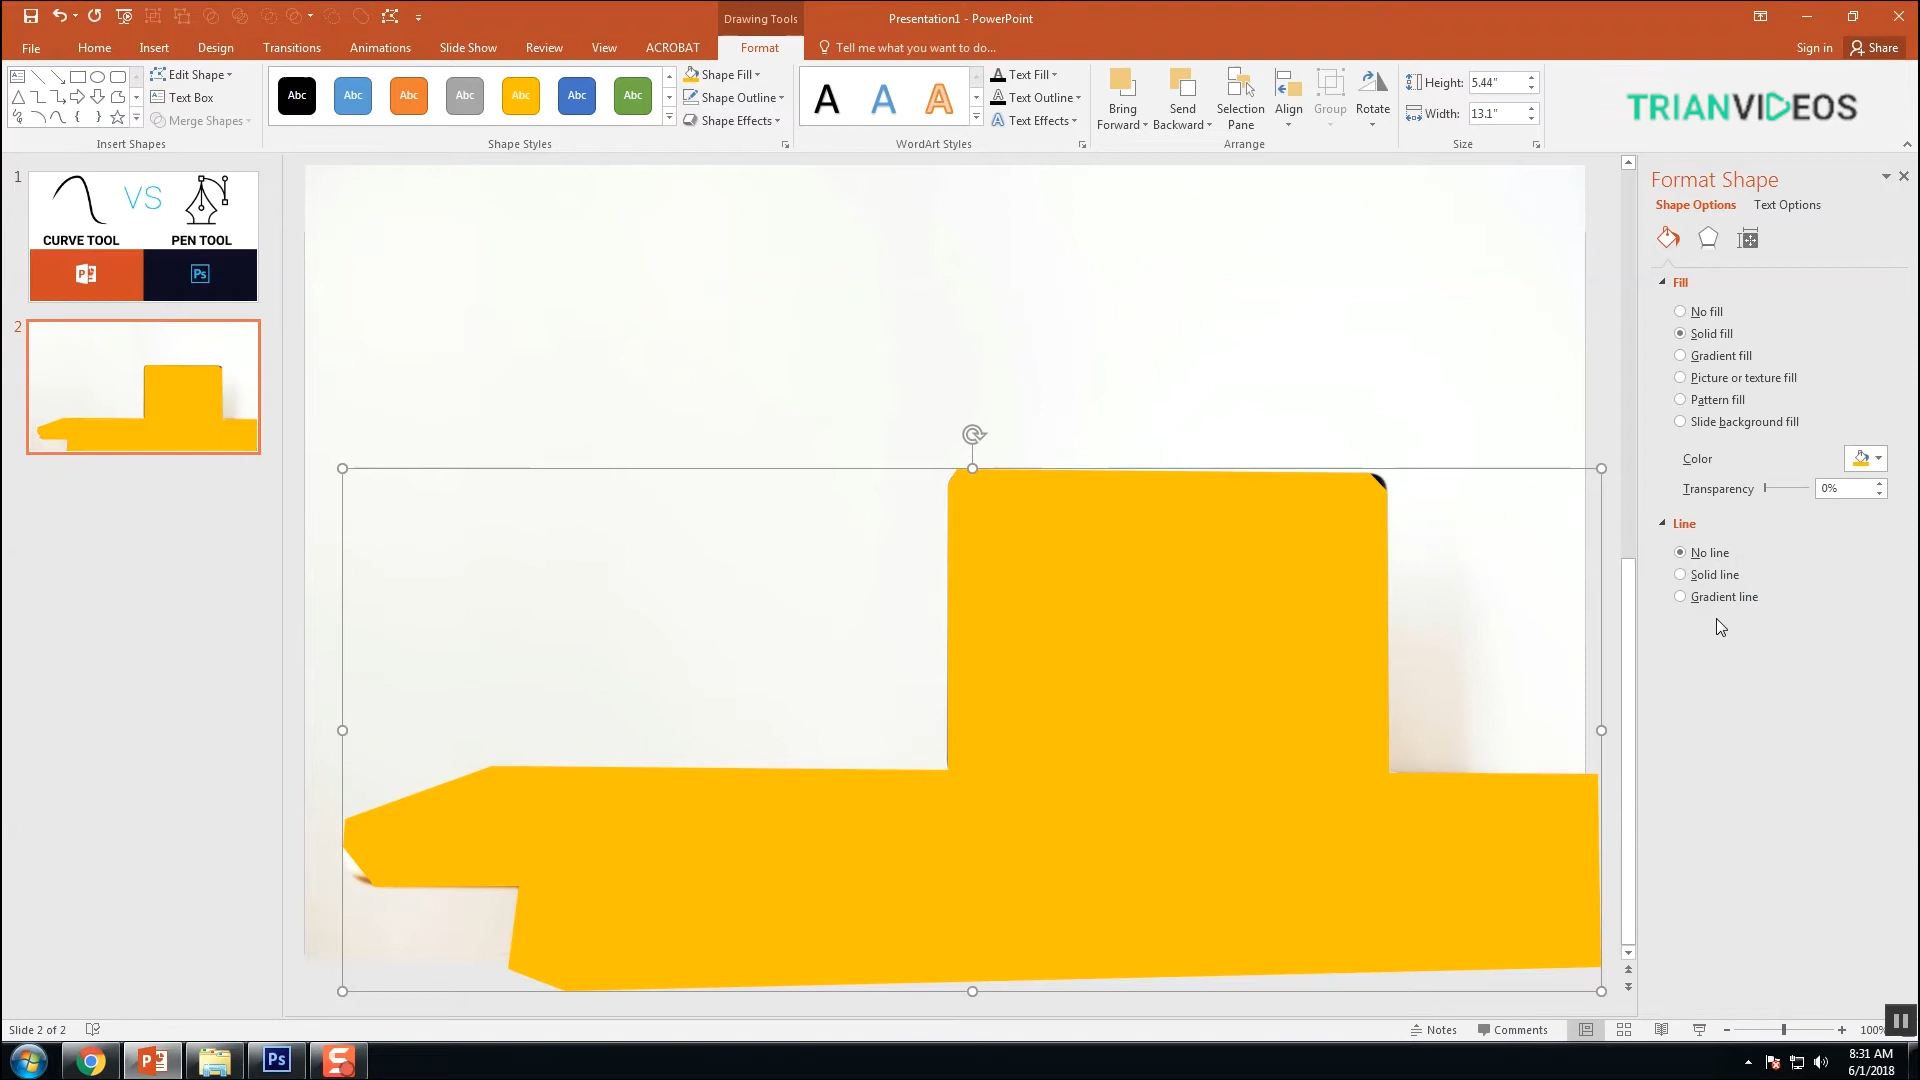 Drawing Tools
Presentation1 - PowerPoint
File Home Insert Design Transitions Animations Slide Show Review View ACROBAT Format Tell me what you want to do... Sign in Share
Edit Shape
Text Box
Merge Shapes
Insert Shapes
Abc Abc Abc Abc Abc Abc Abc
Shape Fill
Shape Outline
Shape Effects
Shape Styles
A A A
Text Fill
Text Outline
Text Effects
WordArt Styles
Bring Forward
Send Backward
Selection Pane
Align
Group
Rotate
Arrange
Height: 5.44"
Width: 13.1"
Size
TRIANVIDEOS
1
VS
CURVE TOOL PEN TOOL
P Ps
2
Format Shape
Shape Options Text Options
Fill
No fill
Solid fill
Gradient fill
Picture or texture fill
Pattern fill
Slide background fill
Color
Transparency 0%
Line
No line
Solid line
Gradient line
Slide 2 of 2
Notes Comments 100%
P Ps S
8:31 AM
6/1/2018